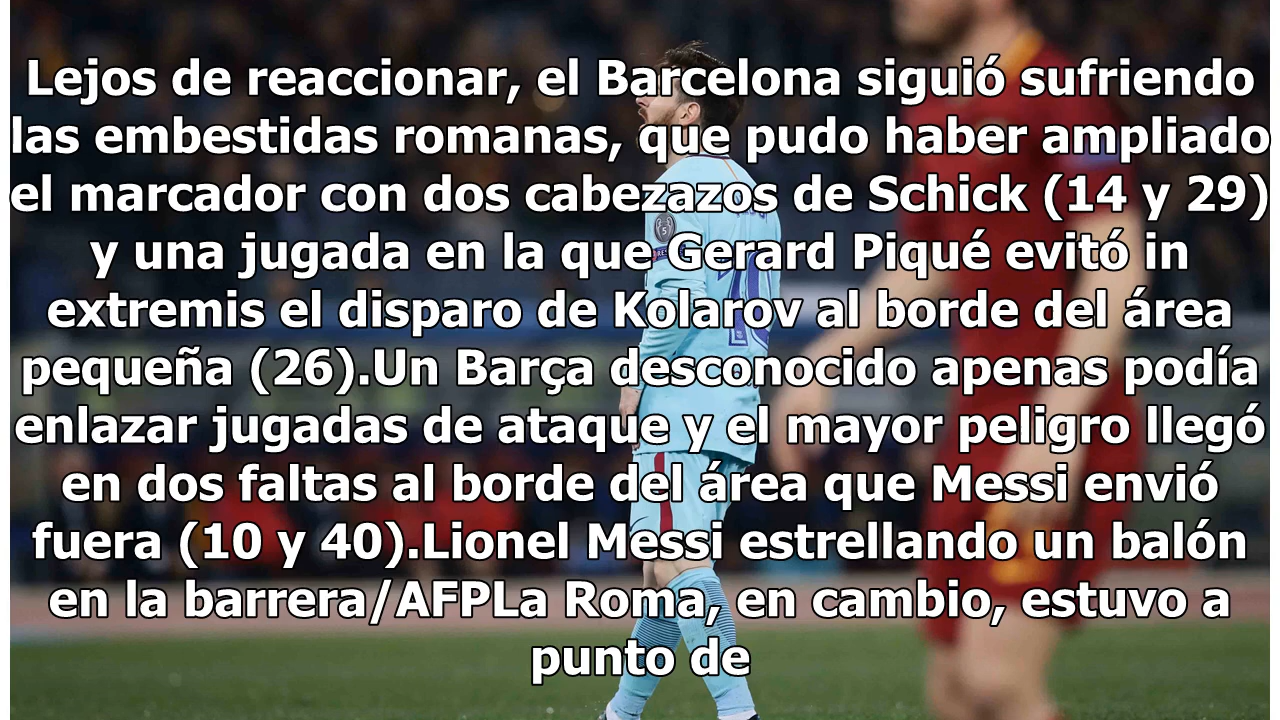 Lejos de reaccionar, el Barcelona siguió sufriendo
las embestidas romanas, que pudo haber ampliado
el marcador con dos cabezazos de Schick (14 y 29)
y una jugada en la que Gerard Piqué evitó in
extremis el disparo de Kolarov al borde del área
pequeña (26).Un Barça desconocido apenas podía
enlazar jugadas de ataque y el mayor peligro llegó
en dos faltas al borde del área que Messi envió
fuera (10 y 40).Lionel Messi estrellando un balón
en la barrera/AFPLa Roma, en cambio, estuvo a
punto de